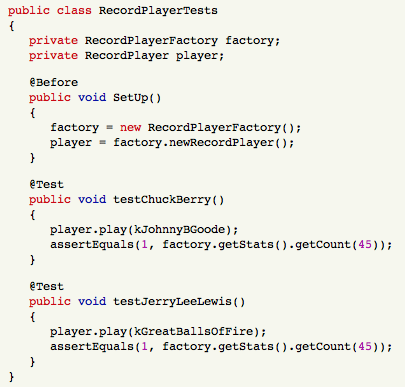 public class RecordPlayerTests
{
private RecordPlayerFactory factory;
private RecordPlayer player;
@Before
public void SetUp()
{
factory = new RecordPlayerFactory();
player = factory.newRecordPlayer();
}
@Test
public void testChuckBerry()
{
player.play(kJohnnyBGoode);
assertEquals(1, factory.getStats().getCount(45));
}
@Test
public void testJerryLeeLewis()
{
player.play(kGreatBallsOfFire);
assertEquals(1, factory.getStats().getCount(45));
}
}